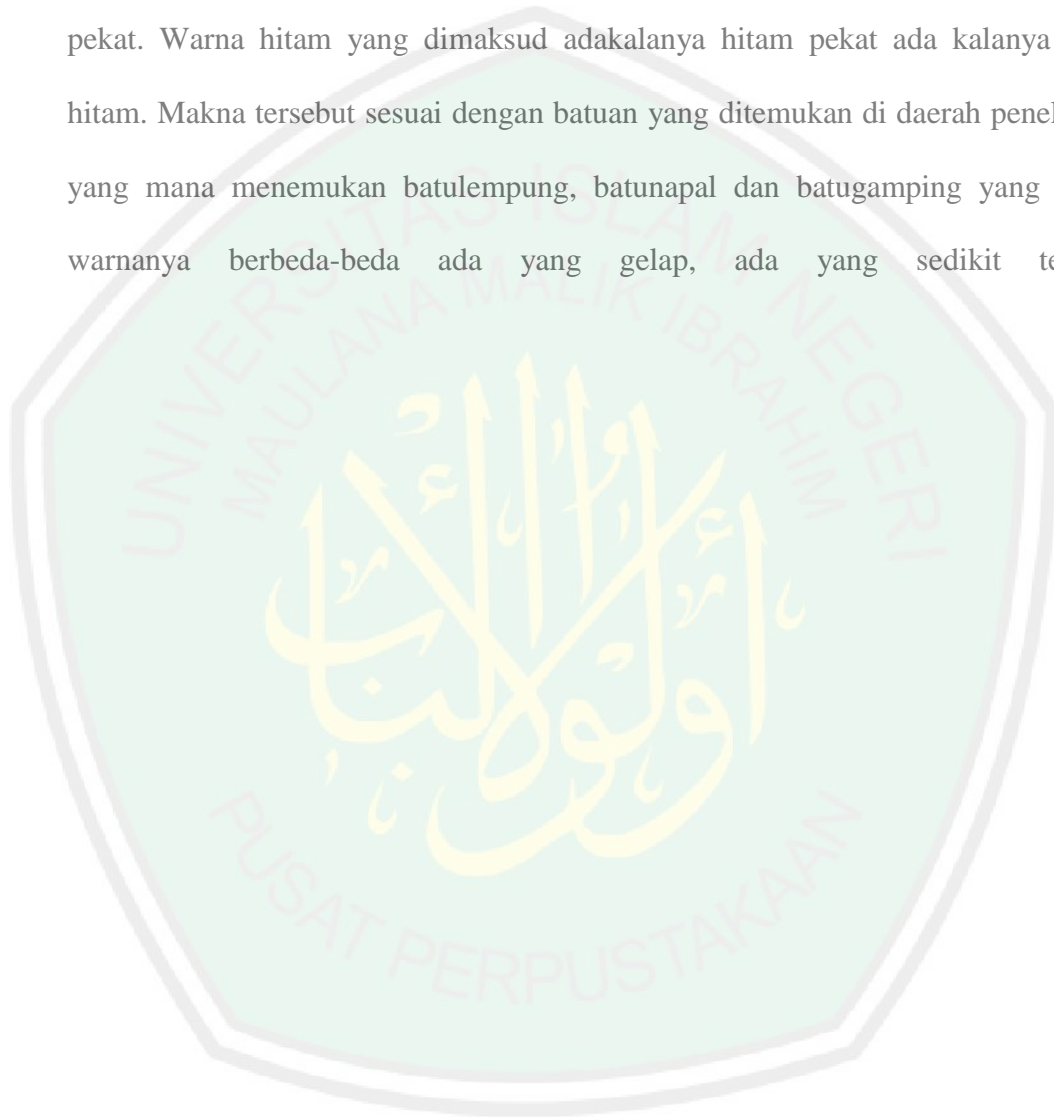 pekat. Warna hitam yang dimaksud adakalanya hitam pekat ada kalanya
hitam. Makna tersebut sesuai dengan batuan yang ditemukan di daerah
yang mana menemukan batulempung, batunapal dan batugamping yang
warnanya berbeda-beda ada yang gelap, ada yang sedikit
UNIVERSITAS ISLAM NEGERI
MAULANA MALIK IBRAHIM
أولوا الألباب
PUSAT PERPUSTAKAAN